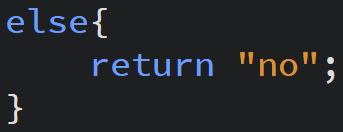 else{
    return "no";
}